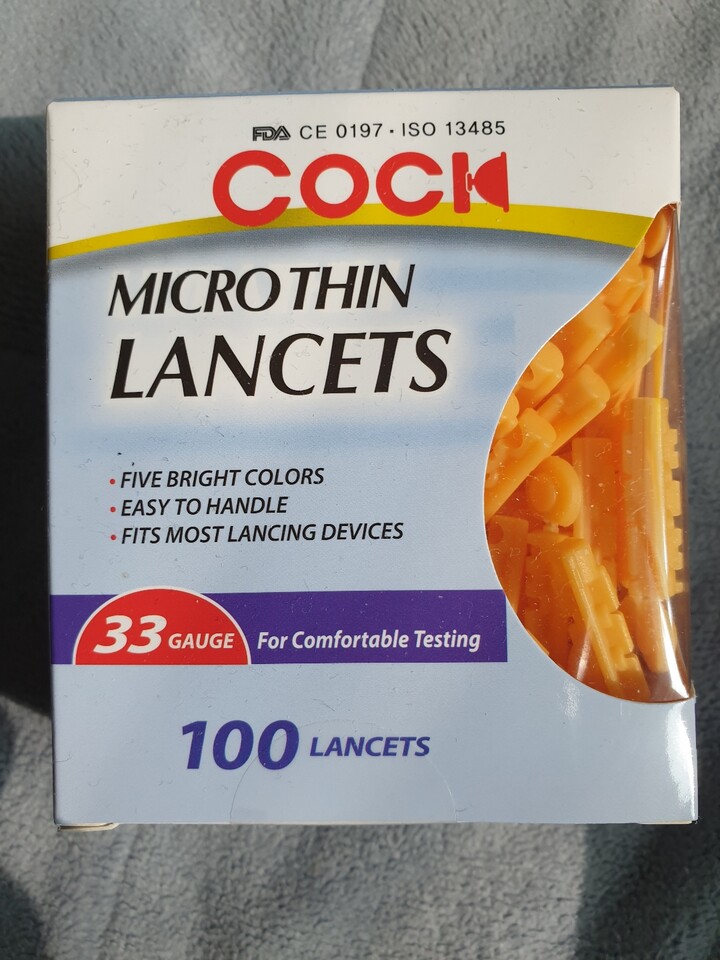 FDA CE 0197 · ISO 13485
COCK
MICRO THIN
LANCETS
• FIVE BRIGHT COLORS
• EASY TO HANDLE
• FITS MOST LANCING DEVICES
33 GAUGE For Comfortable Testing
100 LANCETS